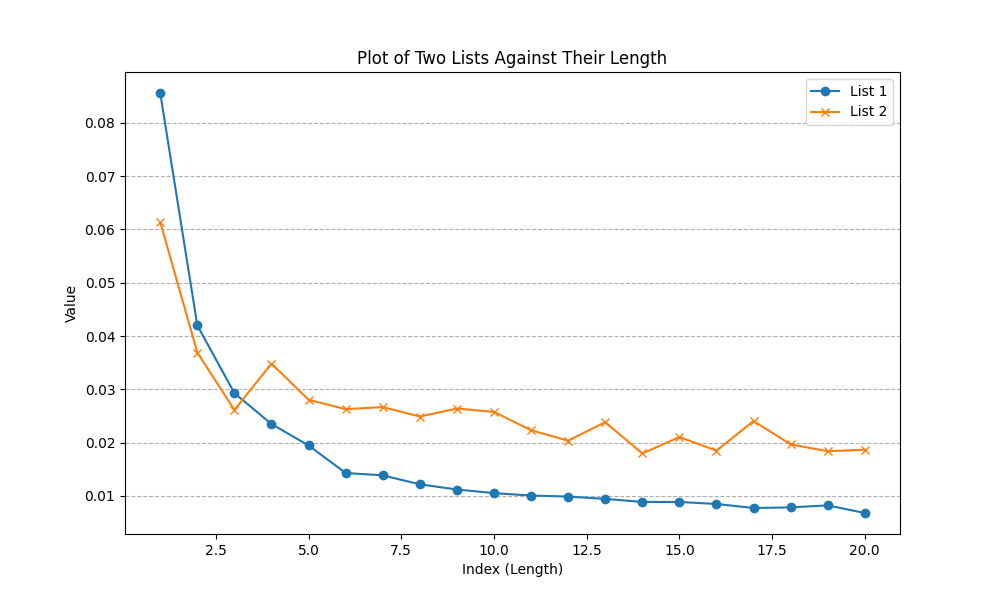 Plot of Two Lists Against Their Length
List 1
List 2
0.08
0.07
0.06
0.05
0.04
0.03
0.02
0.01
Value
2.5 5.0 7.5 10.0 12.5 15.0 17.5 20.0
Index (Length)